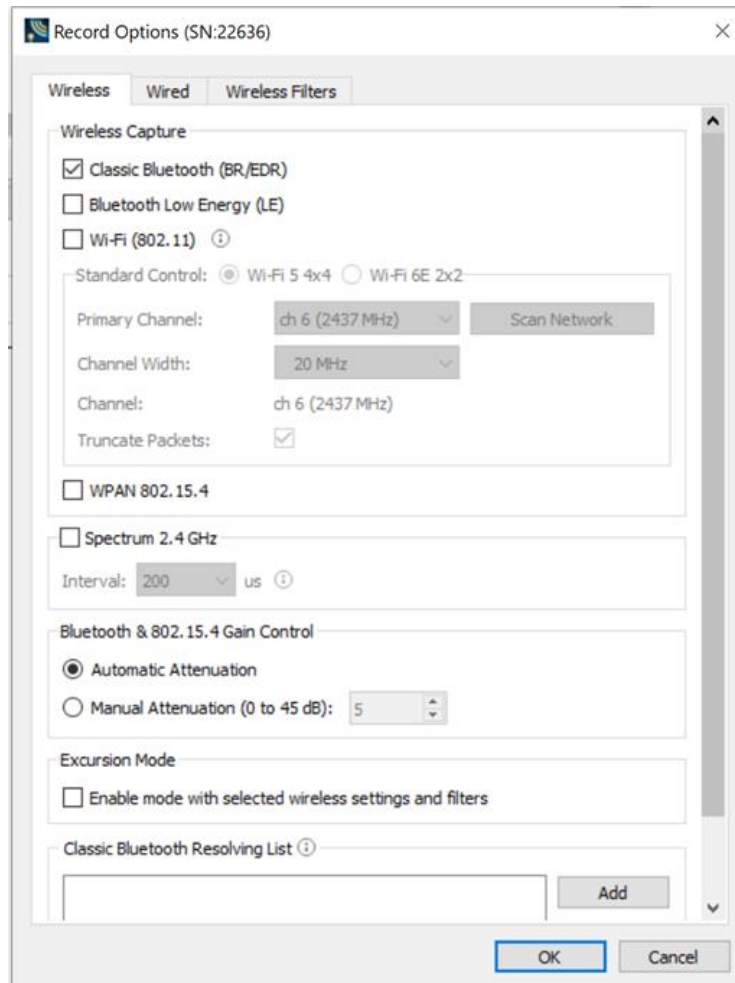 Record Options (SN:22636)
Wireless Wired Wireless Filters
Wireless Capture
Classic Bluetooth (BR/EDR)
Bluetooth Low Energy (LE)
Wi-Fi (802.11)
Standard Control: Wi-Fi 5 4x4 Wi-Fi 6E 2x2
Primary Channel: ch 6 (2437 MHz) Scan Network
Channel Width: 20 MHz
Channel: ch 6 (2437 MHz)
Truncate Packets:
WPAN 802.15.4
Spectrum 2.4 GHz
Interval: 200 us
Bluetooth & 802.15.4 Gain Control
Automatic Attenuation
Manual Attenuation (0 to 45 dB): 5
Excursion Mode
Enable mode with selected wireless settings and filters
Classic Bluetooth Resolving List
Add
OK Cancel